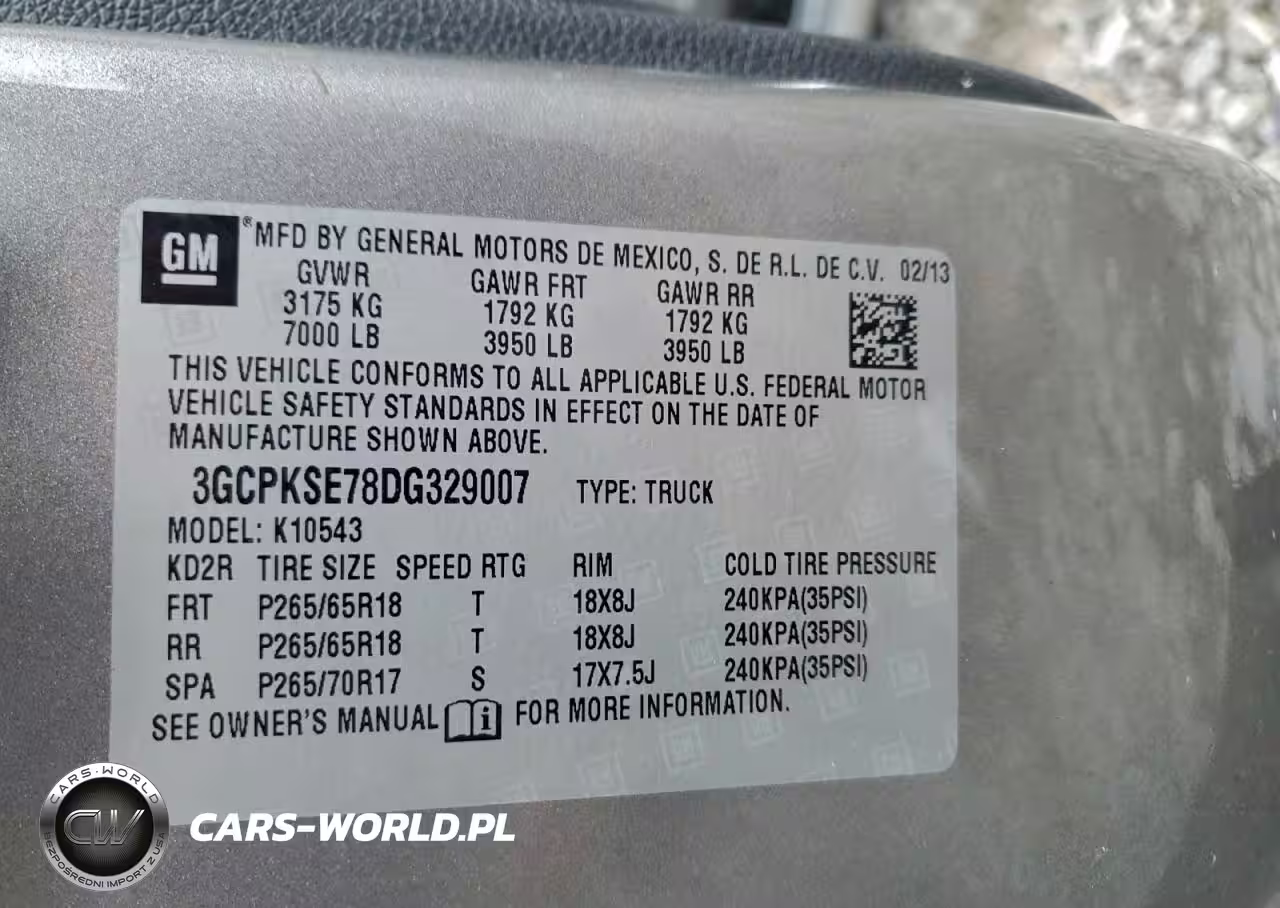 GM
® MFD BY GENERAL MOTORS DE MEXICO, S. DE R.L. DE C.V. 02/13
GVWR GAWR FRT GAWR RR
3175 KG 1792 KG 1792 KG
7000 LB 3950 LB 3950 LB
THIS VEHICLE CONFORMS TO ALL APPLICABLE U.S. FEDERAL MOTOR
VEHICLE SAFETY STANDARDS IN EFFECT ON THE DATE OF
MANUFACTURE SHOWN ABOVE.
3GCPKSE78DG329007 TYPE: TRUCK
MODEL: K10543
KD2R TIRE SIZE SPEED RTG RIM COLD TIRE PRESSURE
FRT P265/65R18 T 18X8J 240KPA(35PSI)
RR P265/65R18 T 18X8J 240KPA(35PSI)
SPA P265/70R17 S 17X7.5J 240KPA(35PSI)
SEE OWNER'S MANUAL i FOR MORE INFORMATION.
CARS-WORLD
CW
BEZPOŚREDNI IMPORT Z USA
CARS-WORLD.PL